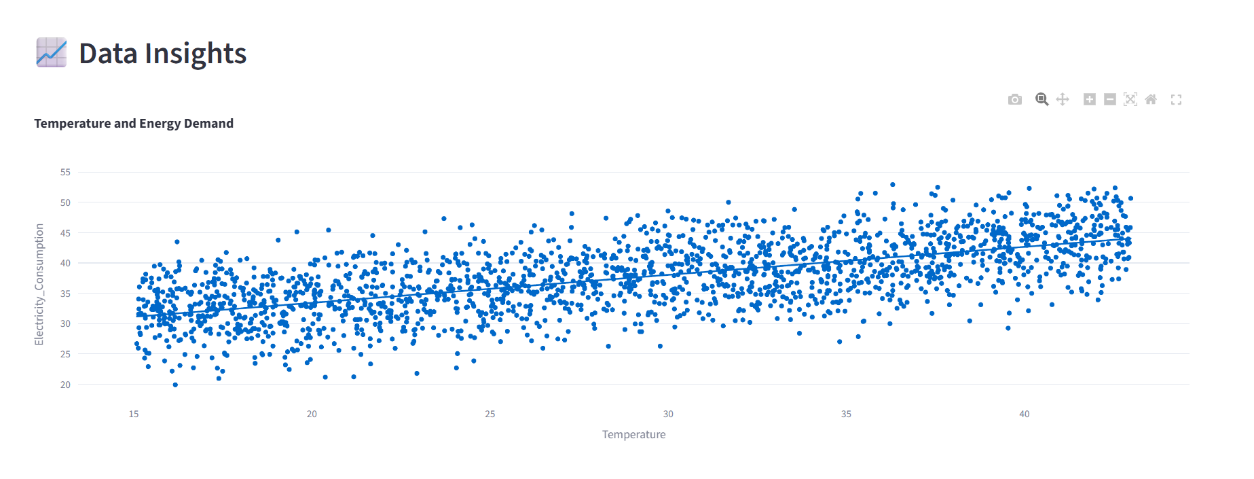 Data Insights
Temperature and Energy Demand
55
50
45
40
35
30
25
20
Electricity_Consumption
15 20 25 30 35 40
Temperature